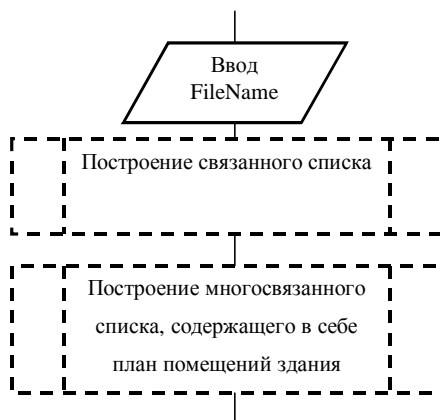 Ввод
FileName
Построение связанного списка
Построение многосвязанного
списка, содержащего в себе
план помещений здания